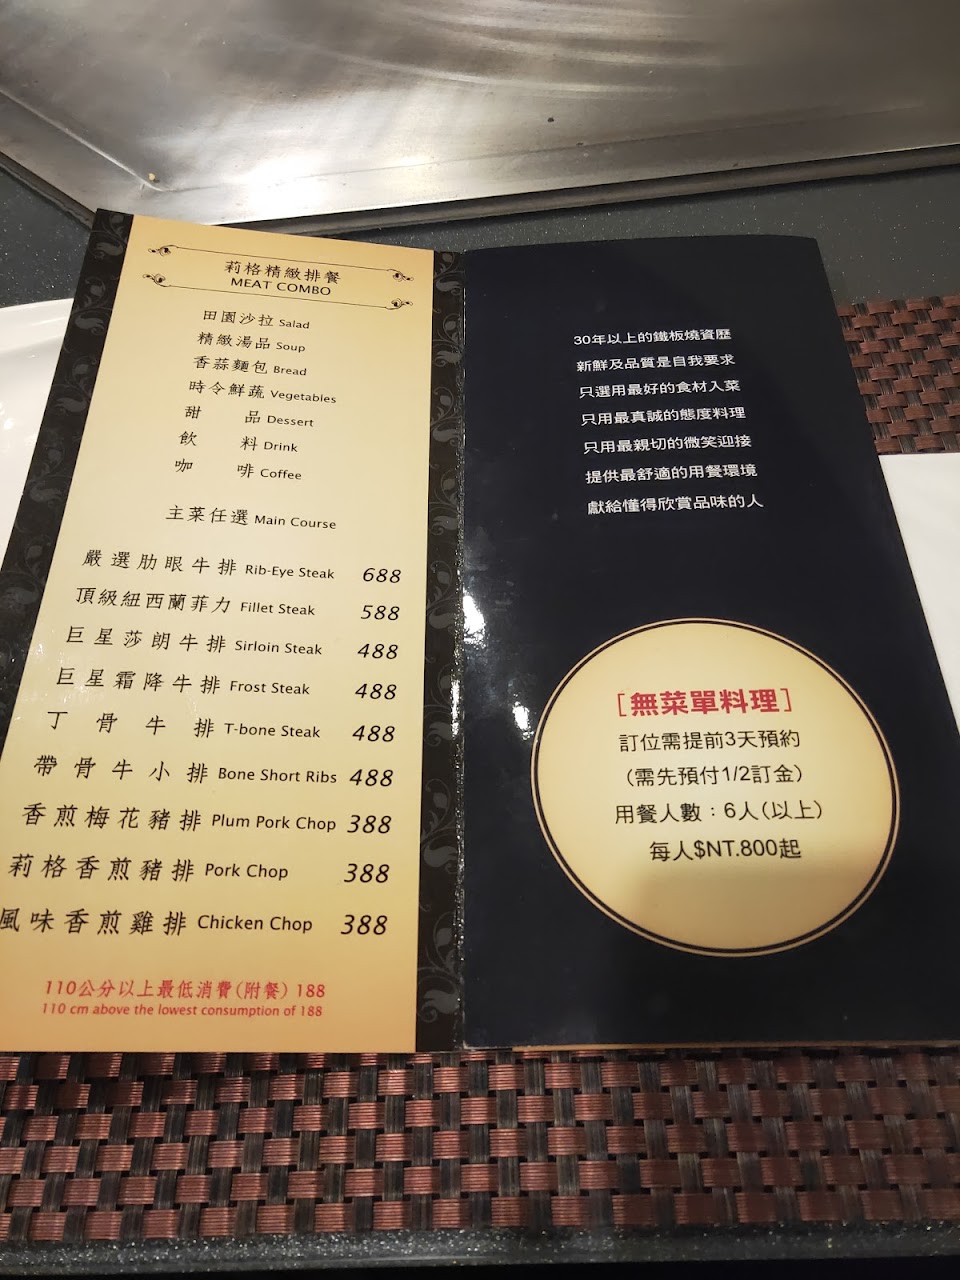 莉格精緻排餐
MEAT COMBO
田園沙拉 Salad
精緻湯品 Soup
香蒜麵包 Bread
時令鮮蔬 Vegetables
甜 品 Dessert
飲 料 Drink
咖 啡 Coffee
主菜任選 Main Course
嚴選肋眼牛排 Rib-Eye Steak 688
頂級紐西蘭菲力 Fillet Steak 588
巨星莎朗牛排 Sirloin Steak 488
巨星霜降牛排 Frost Steak 488
丁骨牛排 T-bone Steak 488
帶骨牛小排 Bone Short Ribs 488
香煎梅花豬排 Plum Pork Chop 388
莉格香煎豬排 Pork Chop 388
風味香煎雞排 Chicken Chop 388
110公分以上最低消費(附餐) 188
110 cm above the lowest consumption of 188
30年以上的鐵板燒資歷
新鮮及品質是自我要求
只選用最好的食材入菜
只用最真誠的態度料理
只用最親切的微笑迎接
提供最舒適的用餐環境
獻給懂得欣賞品味的人
[無菜單料理]
訂位需提前3天預約
(需先預付1/2訂金)
用餐人數：6人(以上)
每人$NT.800起